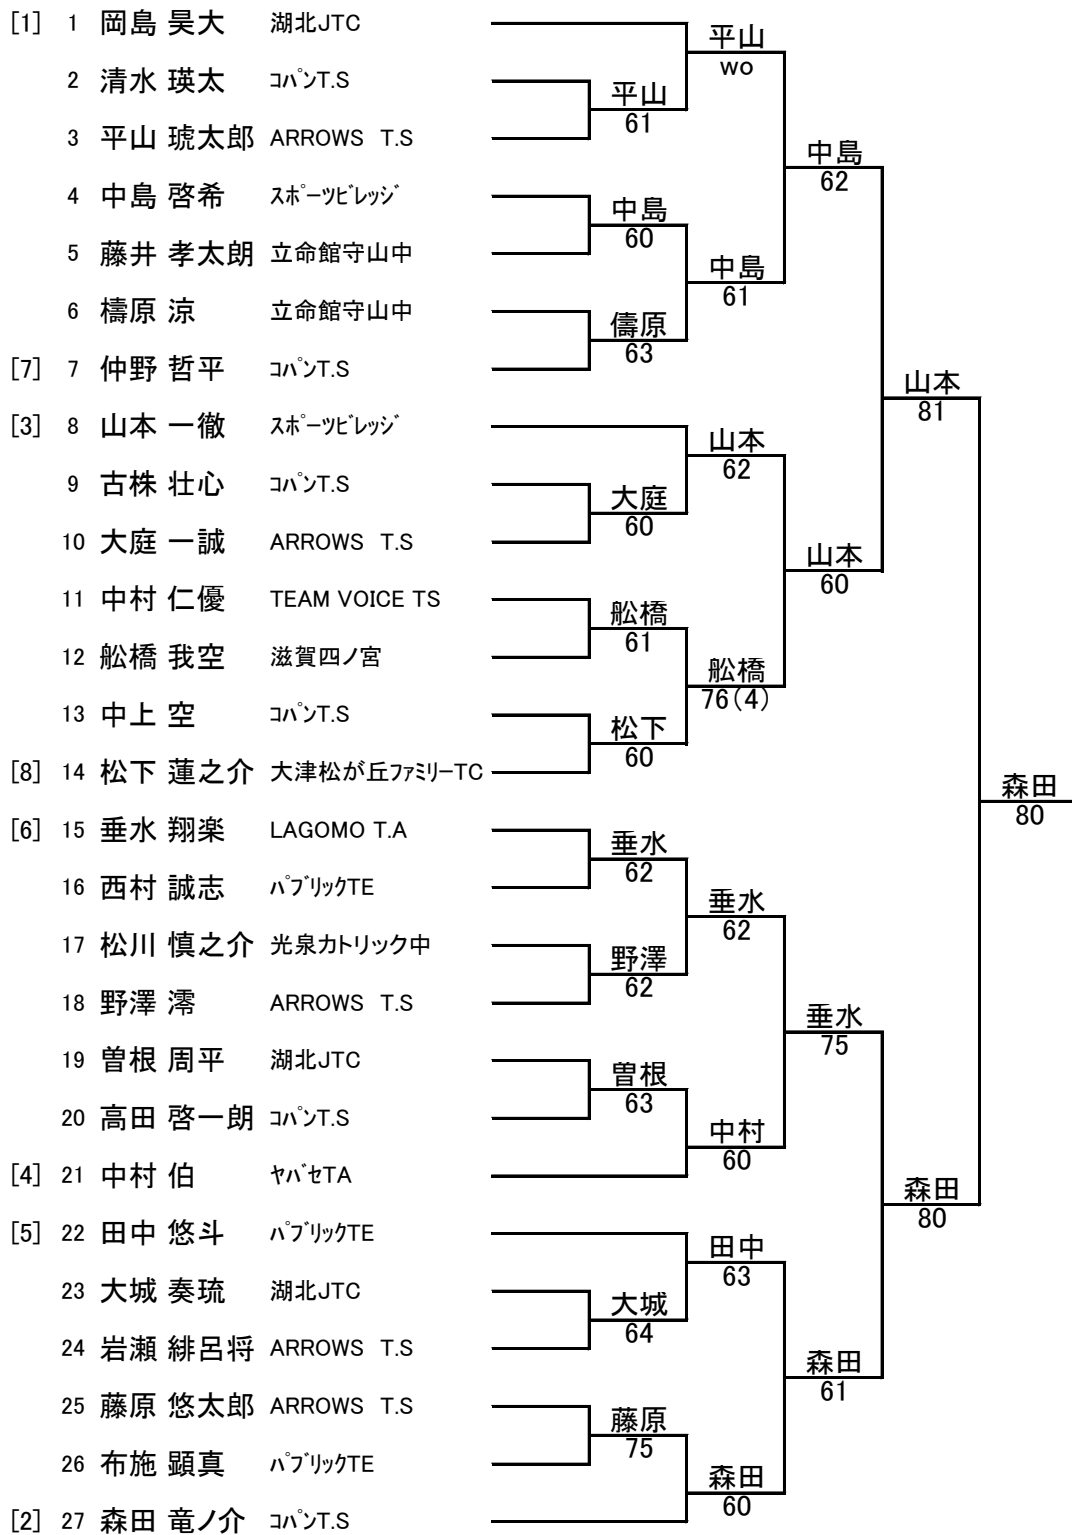 [1] 1 岡島 昊大 湖北JTC
平山
wo
2 清水 瑛太 ｺﾊﾟﾝT.S
平山
61
3 平山 琥太郎 ARROWS T.S
中島
62
4 中島 啓希 ｽﾎﾟｰﾂﾋﾞﾚｯｼﾞ
中島
60
5 藤井 孝太朗 立命館守山中
中島
61
6 檮原 涼 立命館守山中
儔原
63
[7] 7 仲野 哲平 ｺﾊﾟﾝT.S
山本
81
[3] 8 山本 一徹 ｽﾎﾟｰﾂﾋﾞﾚｯｼﾞ
山本
62
9 古株 壮心 ｺﾊﾟﾝT.S
大庭
60
10 大庭 一誠 ARROWS T.S
山本
60
11 中村 仁優 TEAM VOICE TS
舩橋
61
12 舩橋 我空 滋賀四ノ宮
舩橋
76(4)
13 中上 空 ｺﾊﾟﾝT.S
松下
60
[8] 14 松下 蓮之介 大津松が丘ﾌｧﾐﾘｰTC
森田
80
[6] 15 垂水 翔楽 LAGOMO T.A
垂水
62
16 西村 誠志 ﾊﾟﾌﾞﾘｯｸTE
垂水
62
17 松川 慎之介 光泉カトリック中
野澤
62
18 野澤 澪 ARROWS T.S
垂水
75
19 曽根 周平 湖北JTC
曽根
63
20 高田 啓一朗 ｺﾊﾟﾝT.S
中村
60
[4] 21 中村 伯 ﾔﾊﾞｾTA
森田
80
[5] 22 田中 悠斗 ﾊﾟﾌﾞﾘｯｸTE
田中
63
23 大城 奏琉 湖北JTC
大城
64
24 岩瀬 緋呂将 ARROWS T.S
森田
61
25 藤原 悠太郎 ARROWS T.S
藤原
75
26 布施 顕真 ﾊﾟﾌﾞﾘｯｸTE
森田
60
[2] 27 森田 竜ノ介 ｺﾊﾟﾝT.S